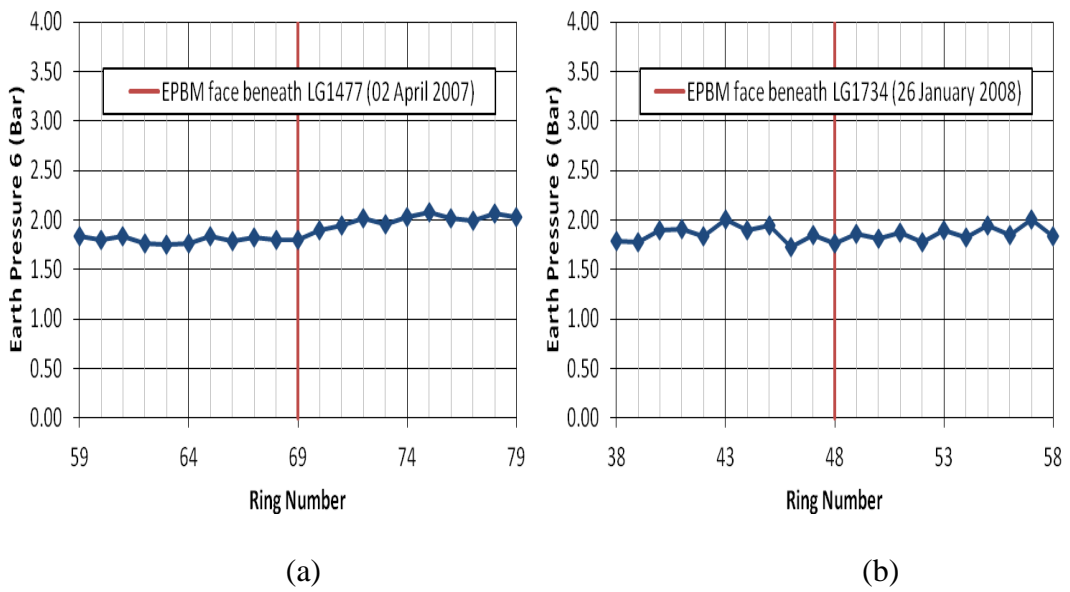 4.00
3.50
3.00
2.50
2.00
1.50
1.00
0.50
0.00
Earth Pressure 6 (Bar)
EPBM face beneath LG1477 (02 April 2007)
59 64 69 74 79
Ring Number
(a)
4.00
3.50
3.00
2.50
2.00
1.50
1.00
0.50
0.00
Earth Pressure 6 (Bar)
EPBM face beneath LG1734 (26 January 2008)
38 43 48 53 58
Ring Number
(b)